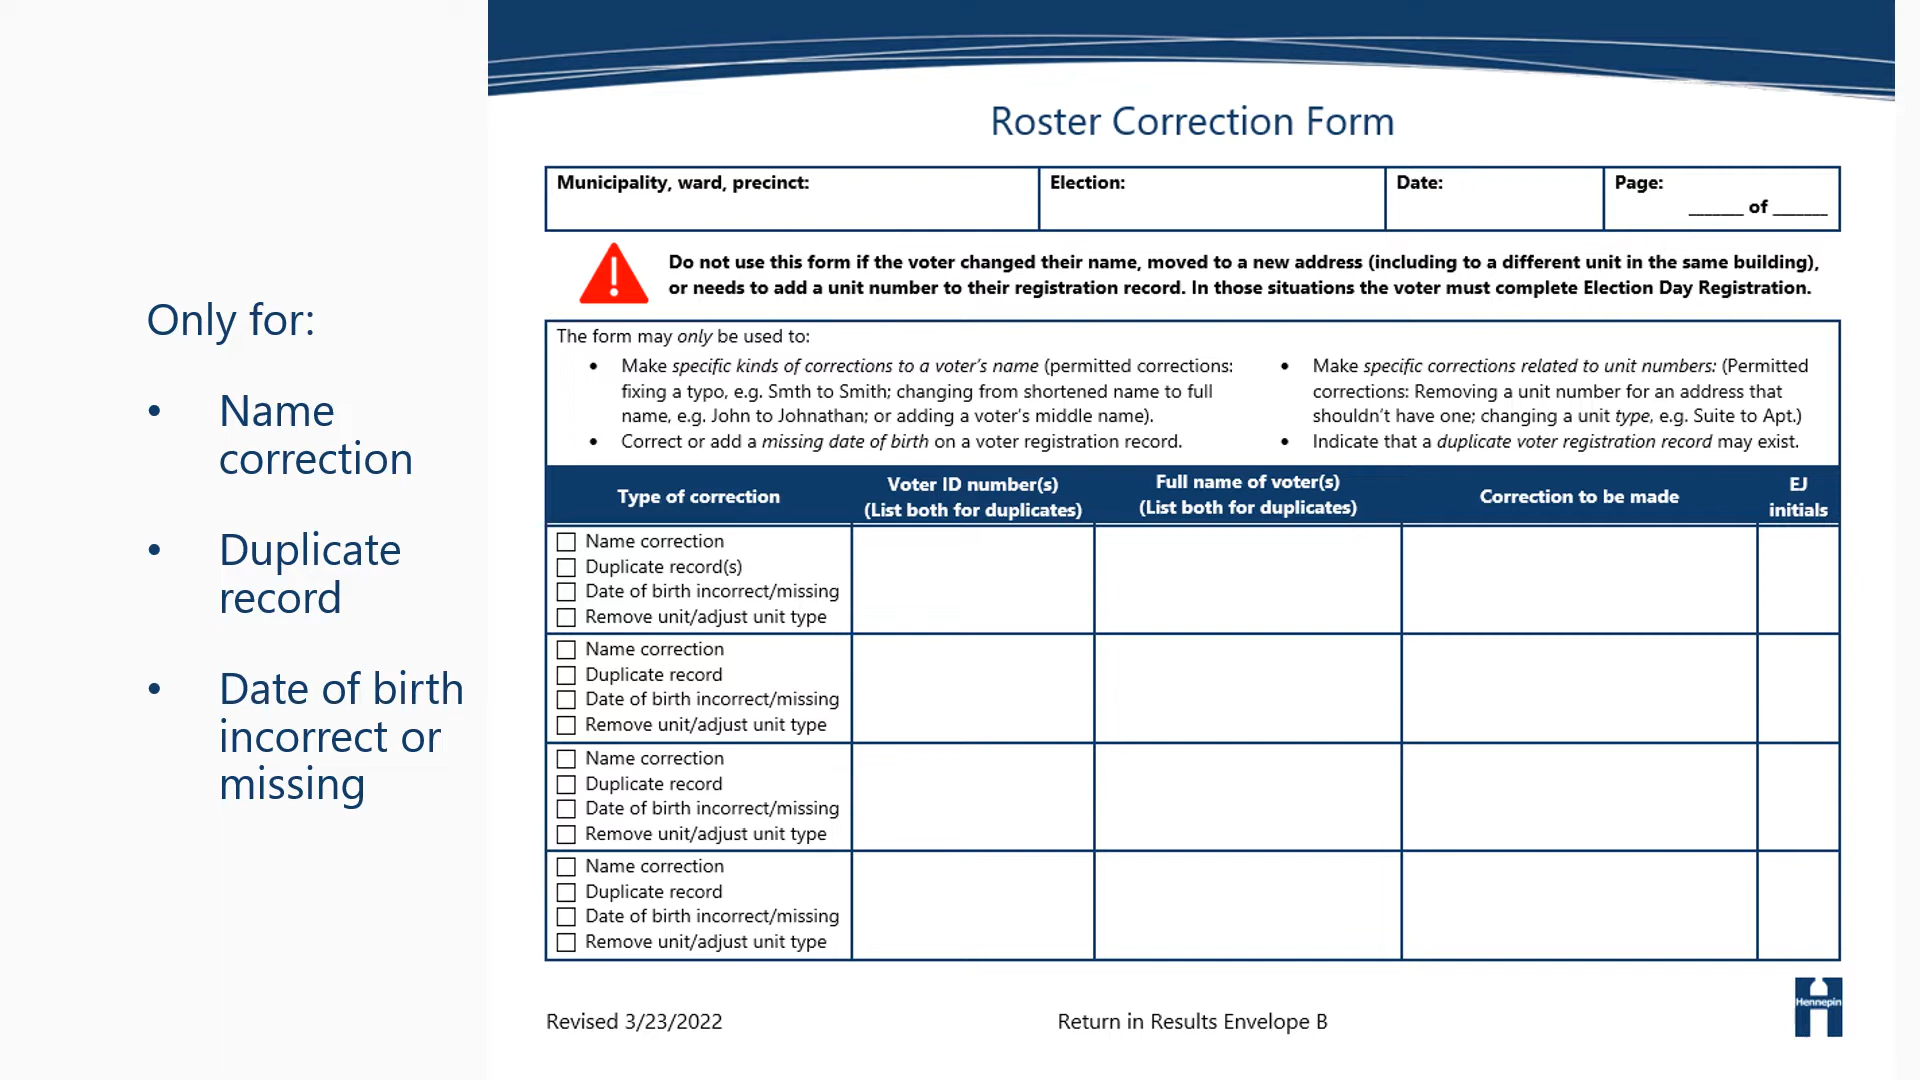 Only for:
• Name
correction
• Duplicate
record
• Date of birth
incorrect or
missing
Roster Correction Form
Municipality, ward, precinct:
Election:
Date:
Page:
______ of ______
Do not use this form if the voter changed their name, moved to a new address (including to a different unit in the same building),
or needs to add a unit number to their registration record. In those situations the voter must complete Election Day Registration.
The form may only be used to:
• Make specific kinds of corrections to a voter's name (permitted corrections:
fixing a typo, e.g. Smth to Smith; changing from shortened name to full
name, e.g. John to Johnathan; or adding a voter's middle name).
• Correct or add a missing date of birth on a voter registration record.
• Make specific corrections related to unit numbers: (Permitted
corrections: Removing a unit number for an address that
shouldn't have one; changing a unit type, e.g. Suite to Apt.)
• Indicate that a duplicate voter registration record may exist.
Type of correction
Voter ID number(s)
(List both for duplicates)
Full name of voter(s)
(List both for duplicates)
Correction to be made
EJ
initials
☐ Name correction
☐ Duplicate record(s)
☐ Date of birth incorrect/missing
☐ Remove unit/adjust unit type
☐ Name correction
☐ Duplicate record
☐ Date of birth incorrect/missing
☐ Remove unit/adjust unit type
☐ Name correction
☐ Duplicate record
☐ Date of birth incorrect/missing
☐ Remove unit/adjust unit type
☐ Name correction
☐ Duplicate record
☐ Date of birth incorrect/missing
☐ Remove unit/adjust unit type
Revised 3/23/2022
Return in Results Envelope B
Hennepin